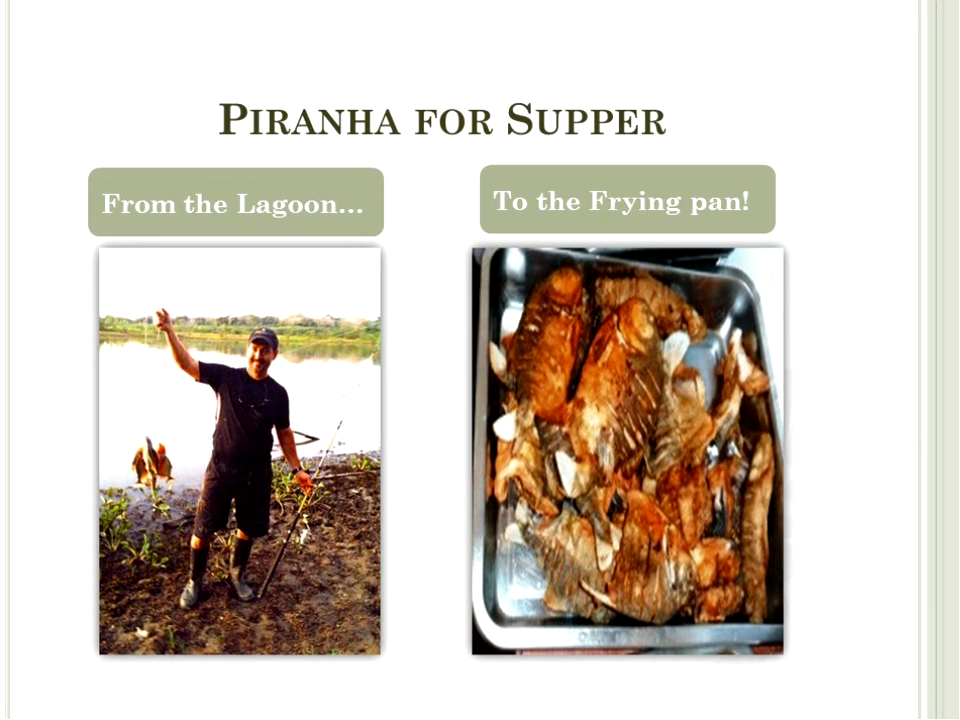 Piranha for Supper
From the Lagoon…
To the Frying pan!